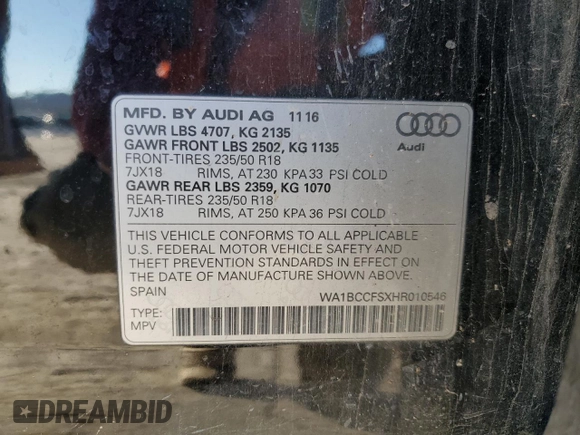 MFD. BY AUDI AG 11 16
GVWR LBS 4707, KG 2135
GAWR FRONT LBS 2502, KG 1135
FRONT-TIRES 235/50 R18
7JX18 RIMS, AT 230 KPA 33 PSI COLD
GAWR REAR LBS 2359, KG 1070
REAR-TIRES 235/50 R18
7JX18 RIMS, AT 250 KPA 36 PSI COLD
Audi
THIS VEHICLE CONFORMS TO ALL APPLICABLE
U.S. FEDERAL MOTOR VEHICLE SAFETY AND
THEFT PREVENTION STANDARDS IN EFFECT ON
THE DATE OF MANUFACTURE SHOWN ABOVE.
SPAIN WA1BCCFSXHR010546
TYPE:
MPV
DREAMBID